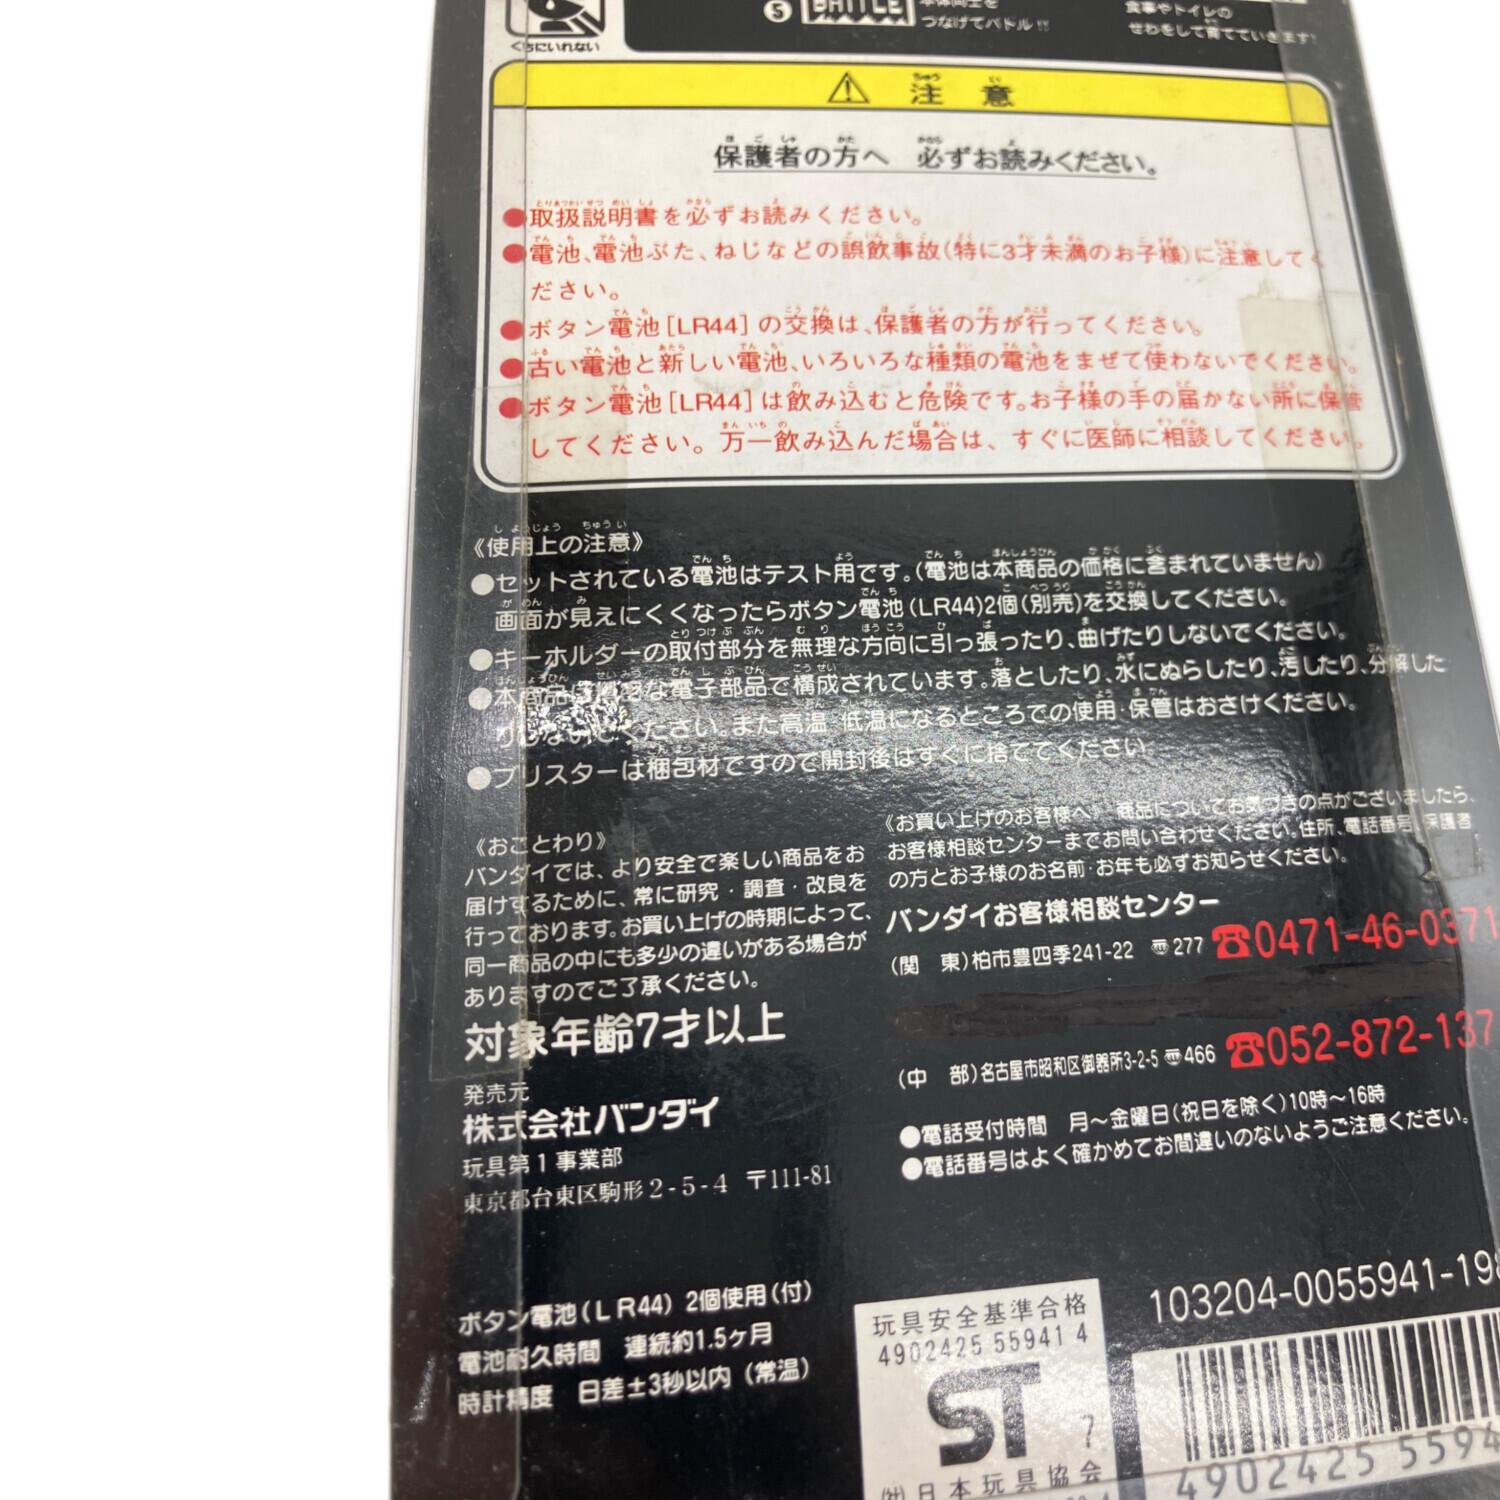 くちにいれない
❺ BATTLE 本体同士を
つなげてバトル!!
食事やトイレの
せわをして育てていきます!
⚠ 注意
保護者の方へ 必ずお読みください。
●取扱説明書を必ずお読みください。
●電池、電池ぶた、ねじなどの誤飲事故(特に3才未満のお子様)に注意してく
ださい。
●ボタン電池[LR44]の交換は、保護者の方が行ってください。
●古い電池と新しい電池、いろいろな種類の電池をまぜて使わないでください。
●ボタン電池[LR44]は飲み込むと危険です。お子様の手の届かない所に保管
してください。万一飲み込んだ場合は、すぐに医師に相談してください。
《使用上の注意》
●セットされている電池はテスト用です。(電池は本商品の価格に含まれていません)
画面が見えにくくなったらボタン電池(LR44)2個(別売)を交換してください。
●キーホルダーの取付部分を無理な方向に引っ張ったり、曲げたりしないでください。
●本商品は精密な電子部品で構成されています。落としたり、水にぬらしたり、汚したり、分解した
りしないでください。また高温・低温になるところでの使用・保管はおさけください。
●ブリスターは梱包材ですので開封後はすぐに捨ててください。
《おことわり》
バンダイでは、より安全で楽しい商品をお
届けするために、常に研究・調査・改良を
行っております。お買い上げの時期によって、
同一商品の中にも多少の違いがある場合が
ありますのでご了承ください。
対象年齢7才以上
発売元
株式会社バンダイ
玩具第1事業部
東京都台東区駒形2-5-4 〒111-81
《お買い上げのお客様へ》 商品についてお気づきの点がございましたら、
お客様相談センターまでお問い合わせください。住所、電話番号、保護者
の方とお子様のお名前・お年も必ずお知らせください。
バンダイお客様相談センター
(関 東)柏市豊四季241-22 〠277 ☎0471-46-0371
(中 部)名古屋市昭和区御器所3-2-5 〠466 ☎052-872-137
●電話受付時間 月～金曜日(祝日を除く)10時～16時
●電話番号はよく確かめてお間違いのないようご注意ください。
ボタン電池(LR44) 2個使用(付)
電池耐久時間 連続約1.5ヶ月
時計精度 日差±3秒以内 (常温)
玩具安全基準合格
4902425 55941 4
ST 7
㈳日本玩具協会
103204-0055941-198
4902425 5594